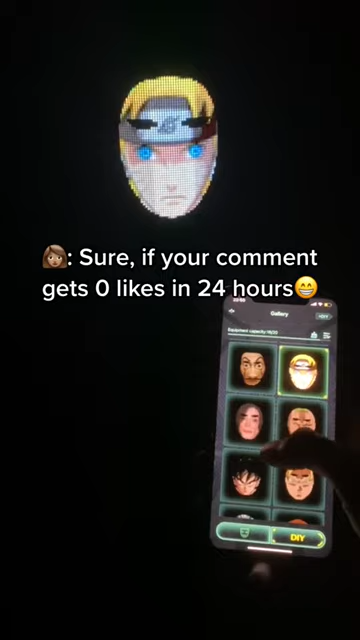 👩🏽: Sure, if your comment
gets 0 likes in 24 hours😁
Gallery
DIY